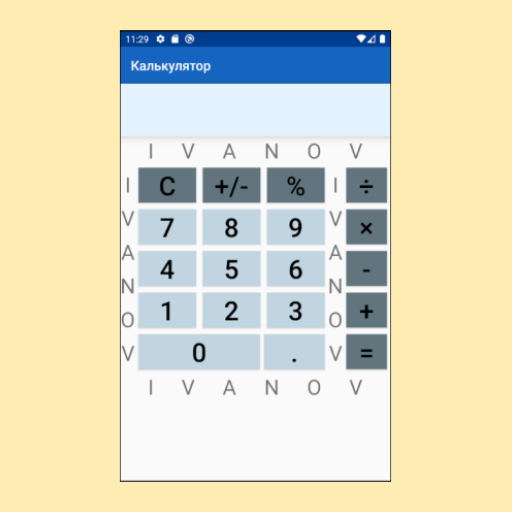 11:29
Калькулятор
I V A N O V
I C +/- % I ÷
V 7 8 9 V ×
A 4 5 6 A -
N 1 2 3 N +
O 0 . O =
V V
I V A N O V